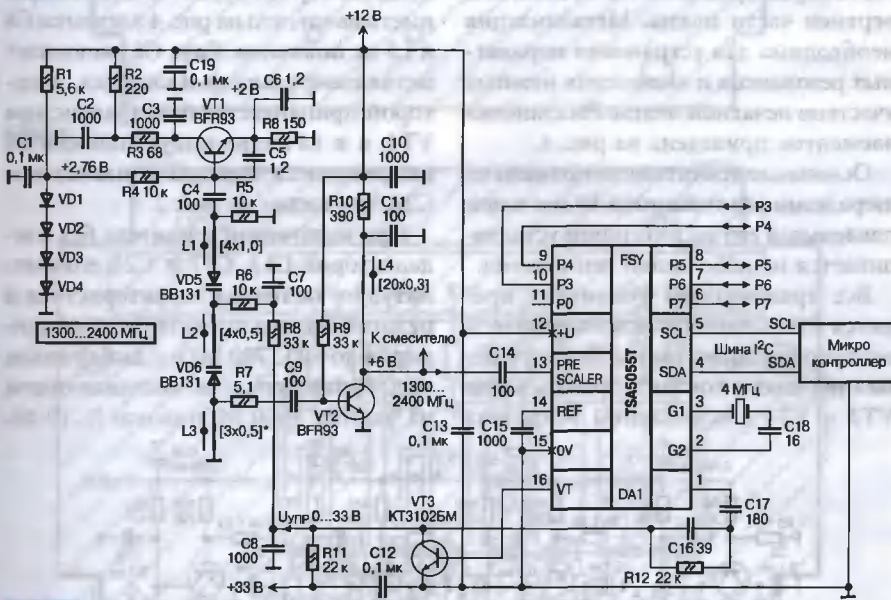 +12 В
R1
5,6 к
R2
220
C19
0,1 мк
C6 1,2
+2 В
VT1
BFR93
C2
1000
C3
1000
R8 150
C1
0,1 мк
R3 68
C5
1,2
+2,76 В
R4 10 к
C4
100
R5
10 к
C10
1000
R10
390
C11
100
VD1
VD2
VD3
VD4
L1
[4x1,0]
VD5
BB131
R6
10 к
C7
100
L4
[20x0,3]
1300...2400 МГц
L2
[4x0,5]
R8
33 к
R9
33 к
К смесителю
+6 В
VD6
BB131
R7
5,1
C9
100
1300...
2400 МГц
C14
100
VT2
BFR93
L3
[3x0,5]*
C13
0,1 мк
C15
1000
P3
P4
9
P4
FSY
P5
8
P5
10
P3
P6
7
P6
11
P0
P7
6
P7
12
+U
SCL
5
SCL
Шина I²C
Микро
контроллер
13
PRE
SCALER
TSA5055T
SDA
4
SDA
4 МГц
14
REF
G1
3
15
0V
G2
2
C18
16
16
VT
DA1
1
C17
180
VT3
КТ3102БМ
UУПР 0...33 В
C8
1000
R11
22 к
C12
0,1 мк
C16 39
R12 22 к
+33 В